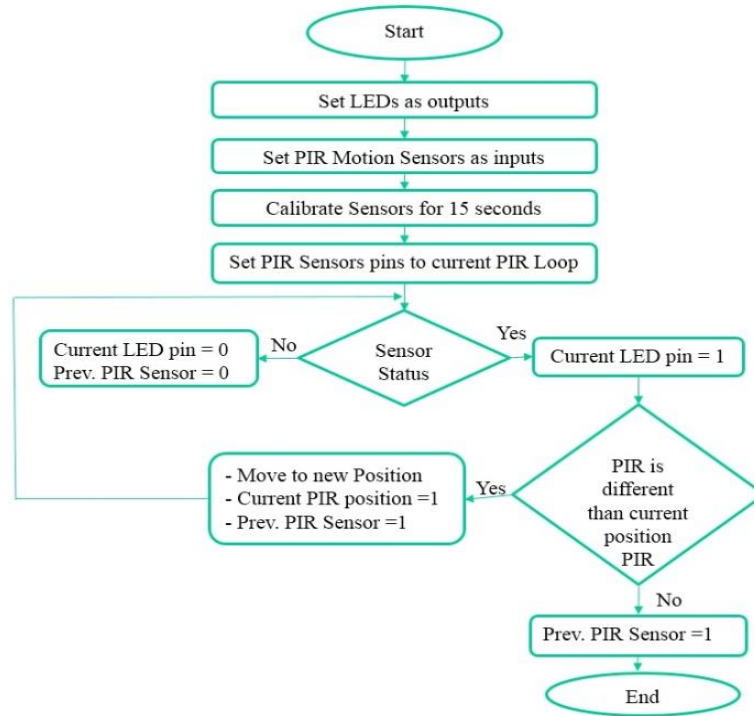 Start
Set LEDs as outputs
Set PIR Motion Sensors as inputs
Calibrate Sensors for 15 seconds
Set PIR Sensors pins to current PIR Loop
Sensor
Status
No
Current LED pin = 0
Prev. PIR Sensor = 0
Yes
Current LED pin = 1
PIR is
different
than current
position
PIR
Yes
- Move to new Position
- Current PIR position =1
- Prev. PIR Sensor =1
No
Prev. PIR Sensor =1
End